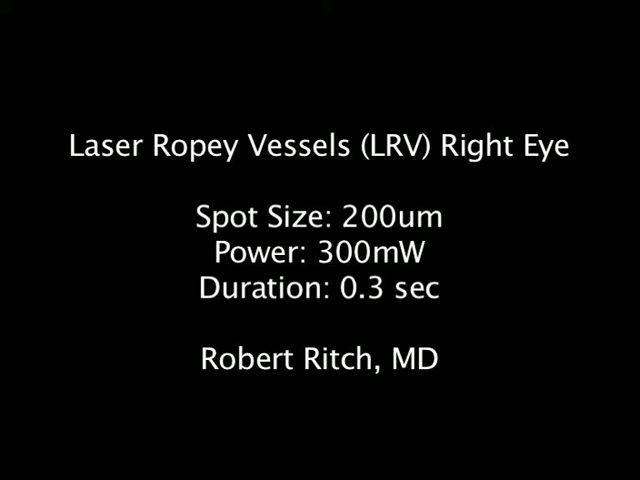 Laser Ropey Vessels (LRV) Right Eye
Spot Size: 200um
Power: 300mW
Duration: 0.3 sec
Robert Ritch, MD